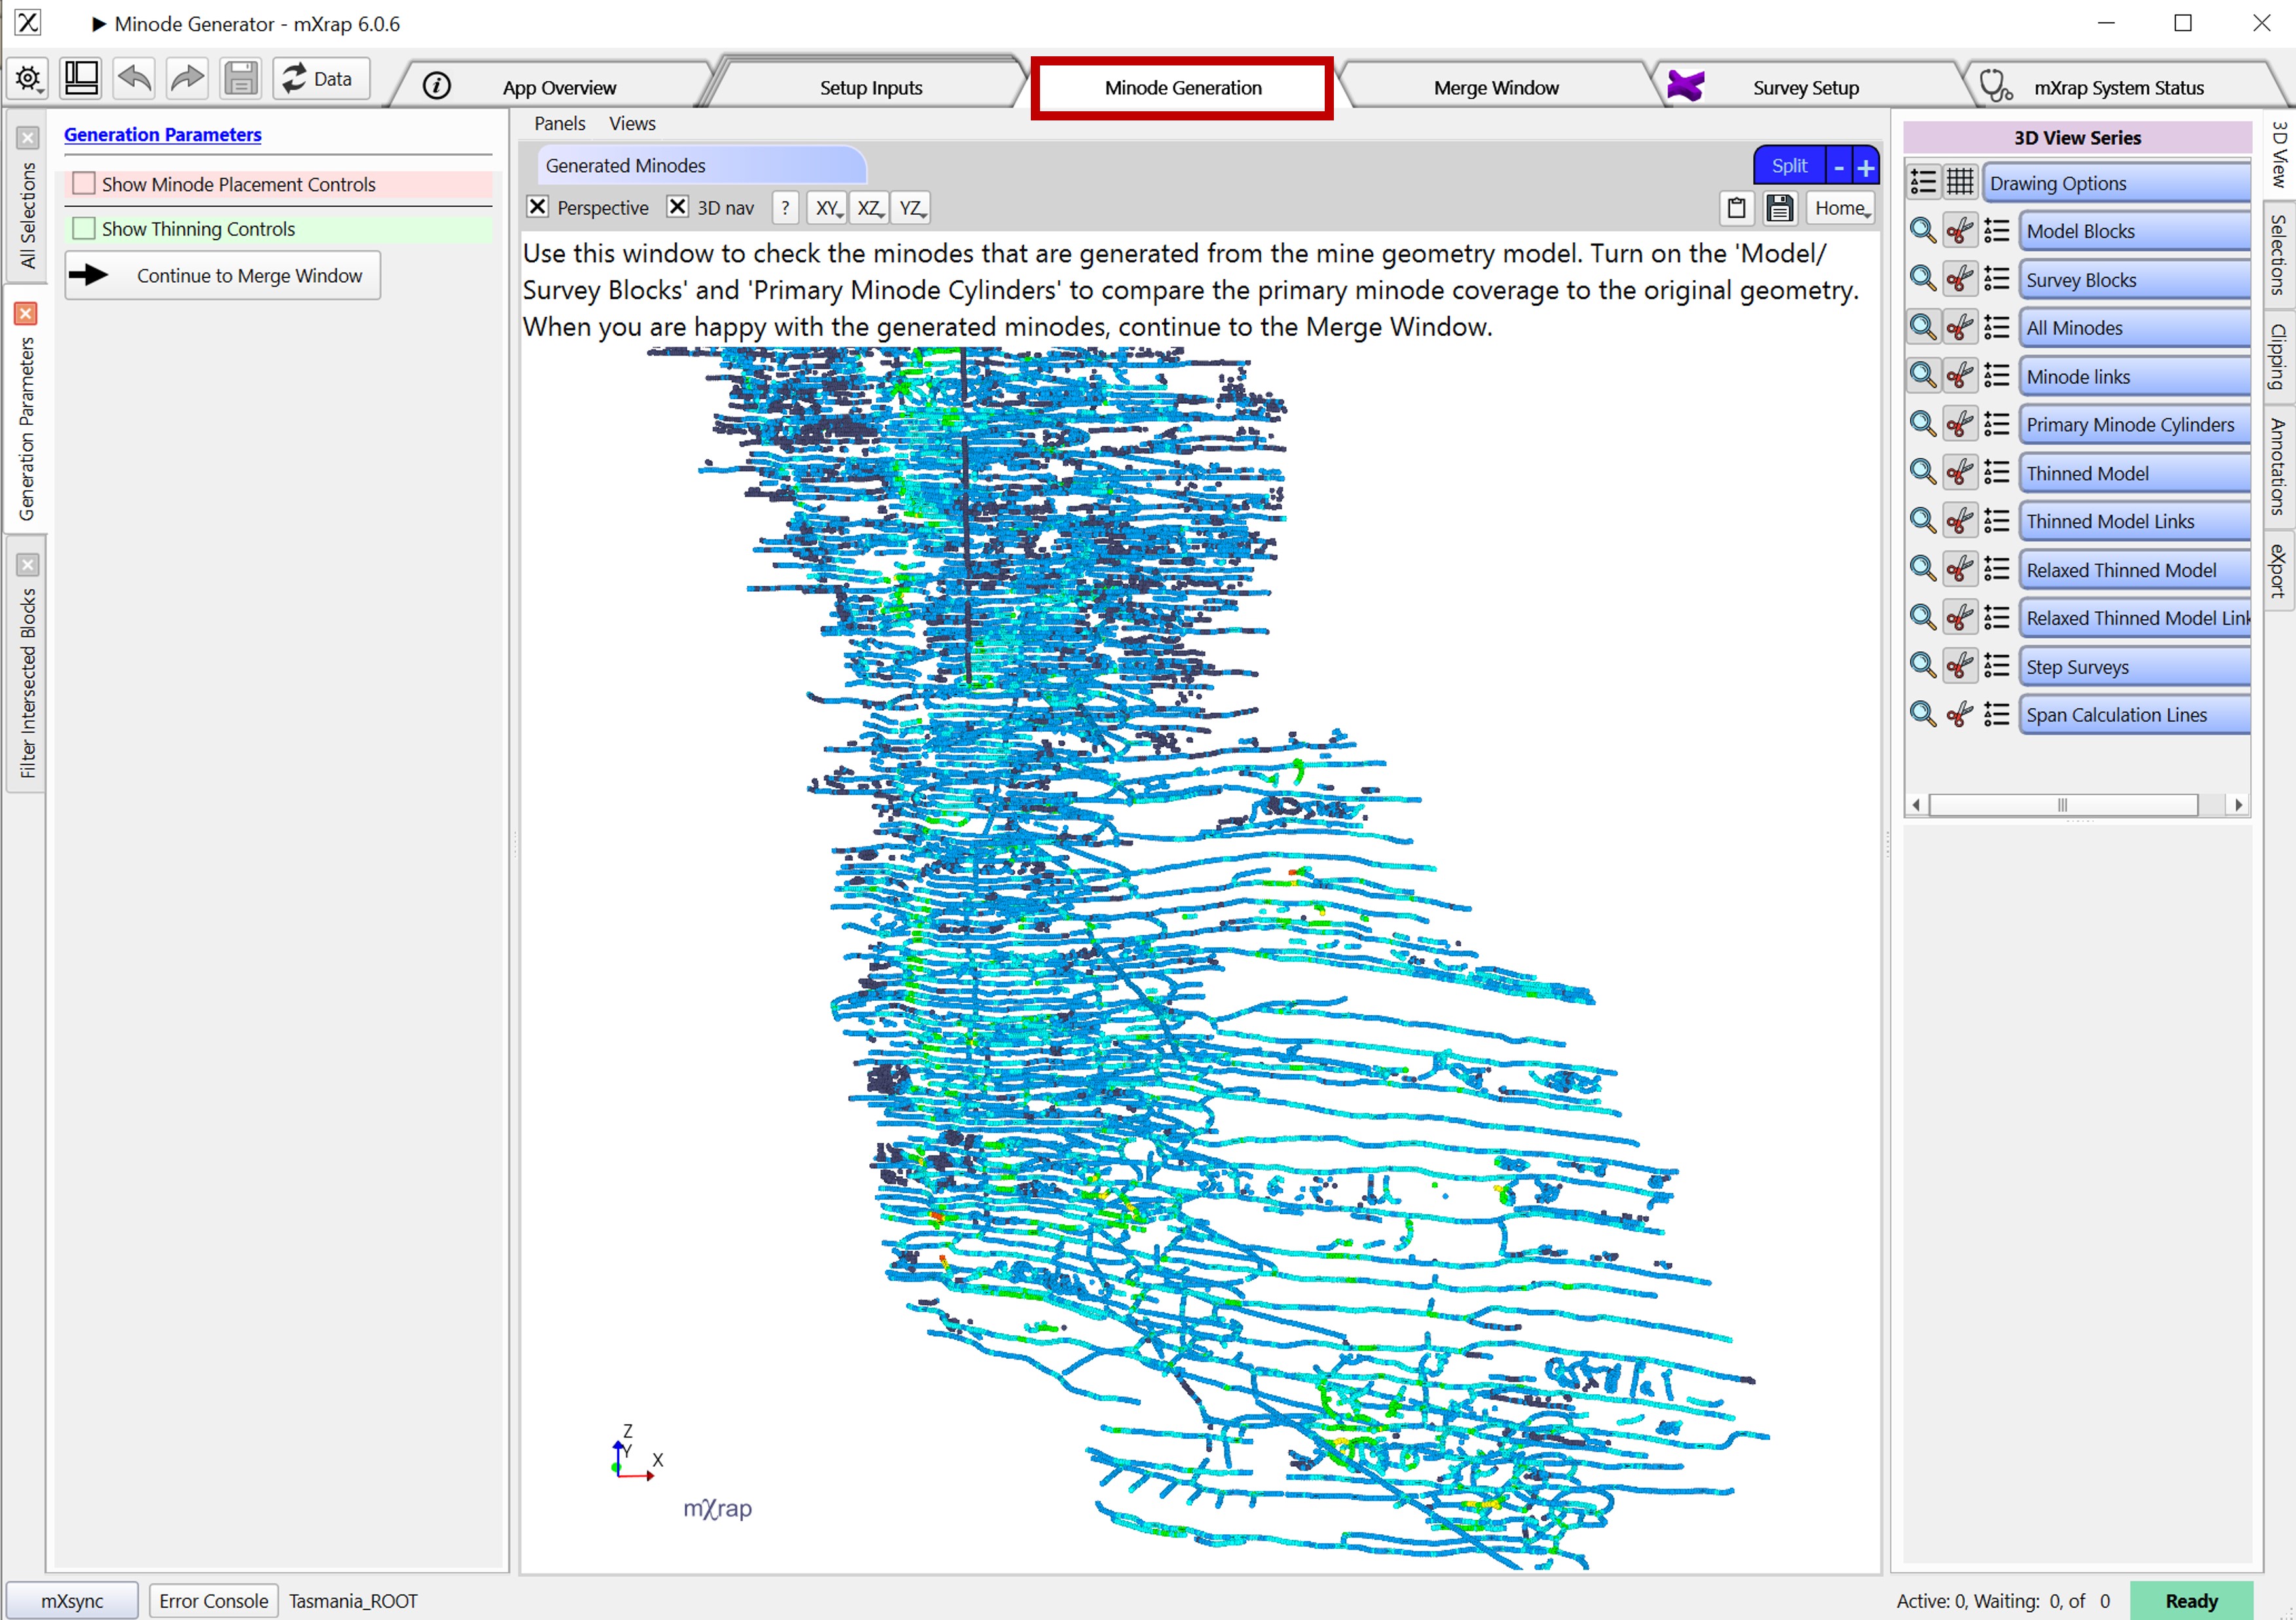 Minode Generator - mXrap 6.0.6
Data
App Overview
Setup Inputs
Minode Generation
Merge Window
Survey Setup
mXrap System Status
All Selections
Generation Parameters
Filter Intersected Blocks
Generation Parameters
Show Minode Placement Controls
Show Thinning Controls
Continue to Merge Window
Panels Views
Generated Minodes
Split - +
Perspective 3D nav ? XY XZ YZ Home
Use this window to check the minodes that are generated from the mine geometry model. Turn on the 'Model/
Survey Blocks' and 'Primary Minode Cylinders' to compare the primary minode coverage to the original geometry.
When you are happy with the generated minodes, continue to the Merge Window.
Z
Y
X
mXrap
3D View Series
Drawing Options
Model Blocks
Survey Blocks
All Minodes
Minode links
Primary Minode Cylinders
Thinned Model
Thinned Model Links
Relaxed Thinned Model
Relaxed Thinned Model Link
Step Surveys
Span Calculation Lines
3D View
Selections
Clipping
Annotations
eXport
mXsync
Error Console
Tasmania_ROOT
Active: 0, Waiting: 0, of 0
Ready